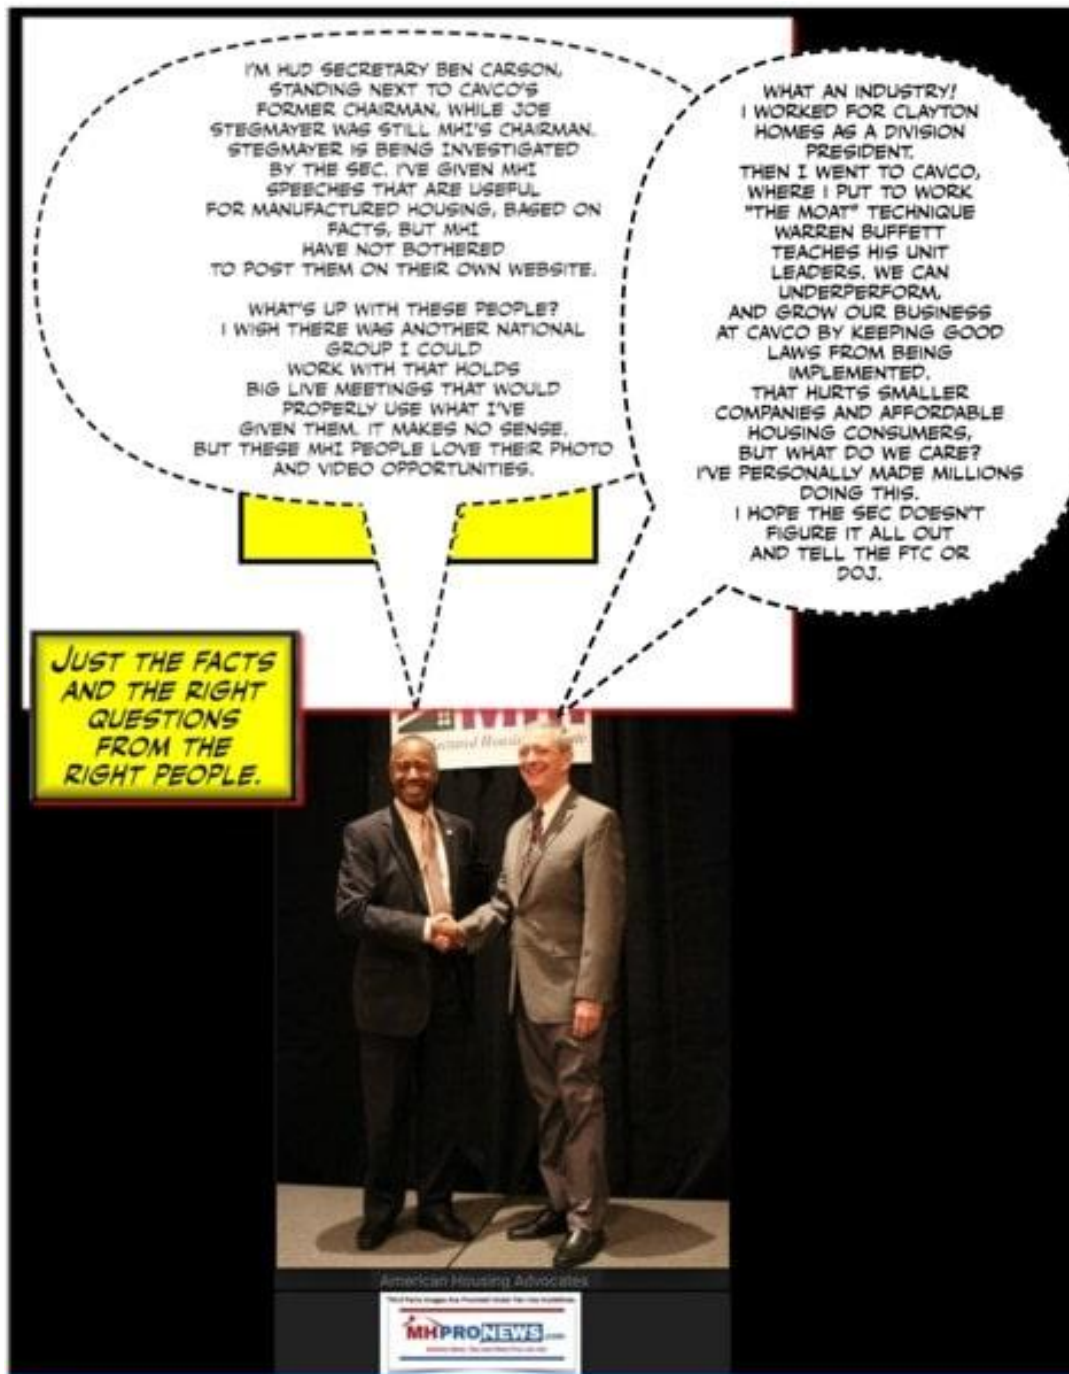 I'M HUD SECRETARY BEN CARSON,
STANDING NEXT TO CAVCO'S
FORMER CHAIRMAN, WHILE JOE
STEGMAYER WAS STILL MHI'S CHAIRMAN.
STEGMAYER IS BEING INVESTIGATED
BY THE SEC. I'VE GIVEN MHI
SPEECHES THAT ARE USEFUL
FOR MANUFACTURED HOUSING, BASED ON
FACTS, BUT MHI
HAVE NOT BOTHERED
TO POST THEM ON THEIR OWN WEBSITE.
WHAT'S UP WITH THESE PEOPLE?
I WISH THERE WAS ANOTHER NATIONAL
GROUP I COULD
WORK WITH THAT HOLDS
BIG LIVE MEETINGS THAT WOULD
PROPERLY USE WHAT I'VE
GIVEN THEM. IT MAKES NO SENSE.
BUT THESE MHI PEOPLE LOVE THEIR PHOTO
AND VIDEO OPPORTUNITIES.
WHAT AN INDUSTRY!
I WORKED FOR CLAYTON
HOMES AS A DIVISION
PRESIDENT.
THEN I WENT TO CAVCO,
WHERE I PUT TO WORK
"THE MOAT" TECHNIQUE
WARREN BUFFETT
TEACHES HIS UNIT
LEADERS. WE CAN
UNDERPERFORM,
AND GROW OUR BUSINESS
AT CAVCO BY KEEPING GOOD
LAWS FROM BEING
IMPLEMENTED.
THAT HURTS SMALLER
COMPANIES AND AFFORDABLE
HOUSING CONSUMERS,
BUT WHAT DO WE CARE?
I'VE PERSONALLY MADE MILLIONS
DOING THIS.
I HOPE THE SEC DOESN'T
FIGURE IT ALL OUT
AND TELL THE FTC OR
DOJ.
JUST THE FACTS
AND THE RIGHT
QUESTIONS
FROM THE
RIGHT PEOPLE.
American Housing Advocates
MHPRONEWS.com